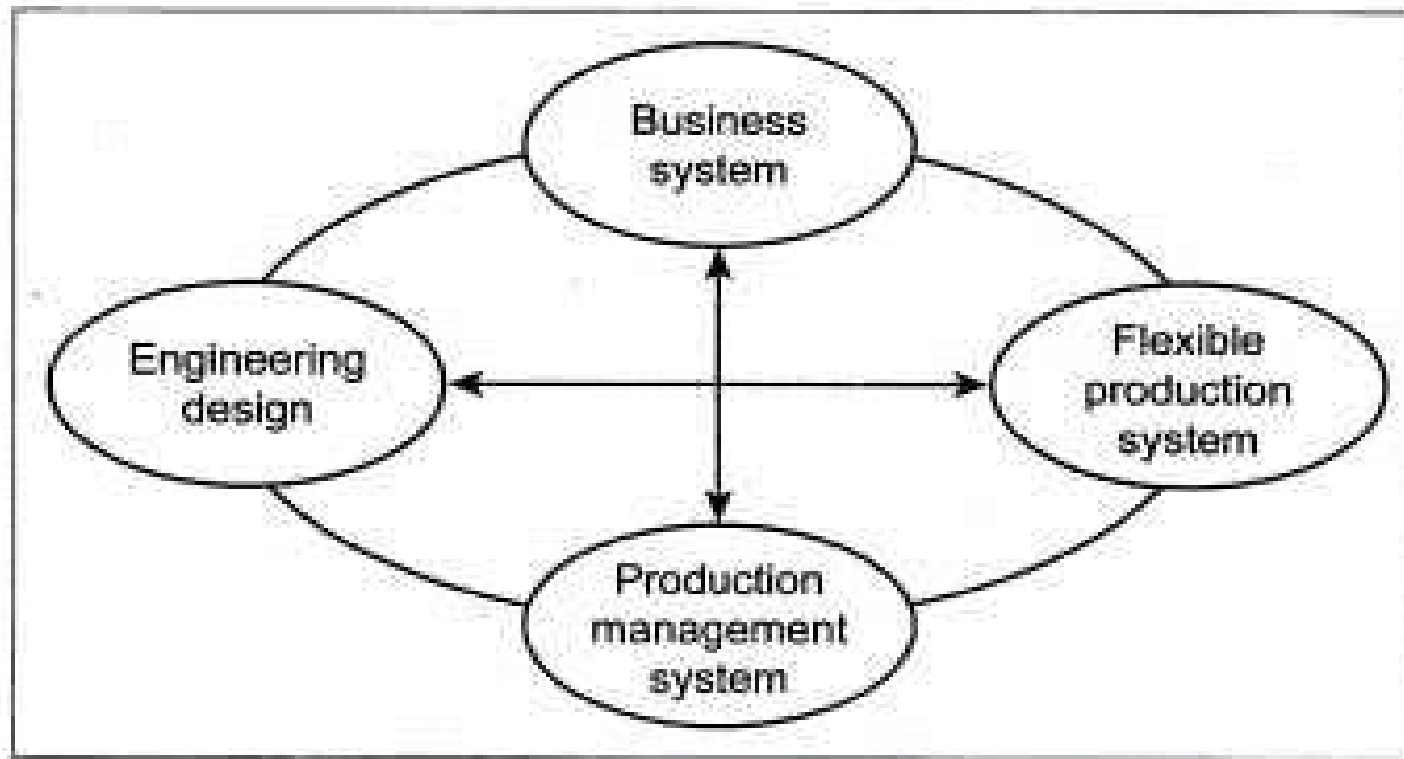 Business
system
Engineering
design
Flexible
production
system
Production
management
system